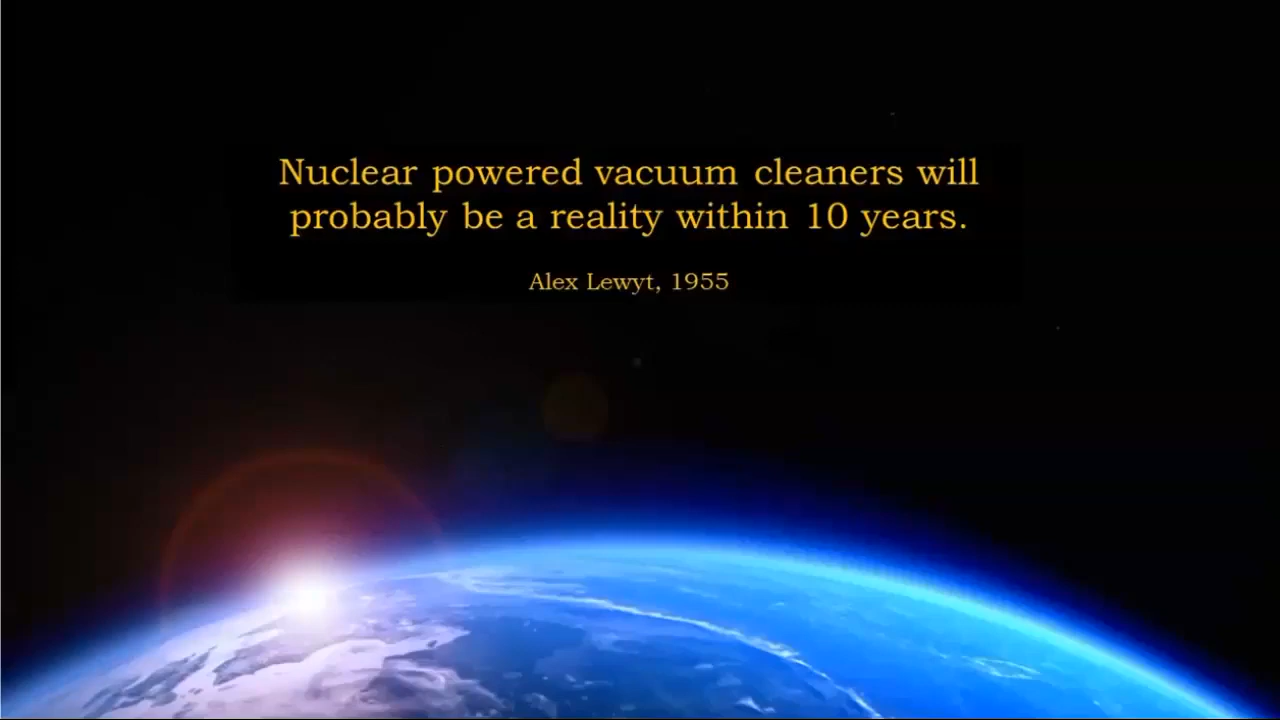 Nuclear powered vacuum cleaners will
probably be a reality within 10 years.
Alex Lewyt, 1955